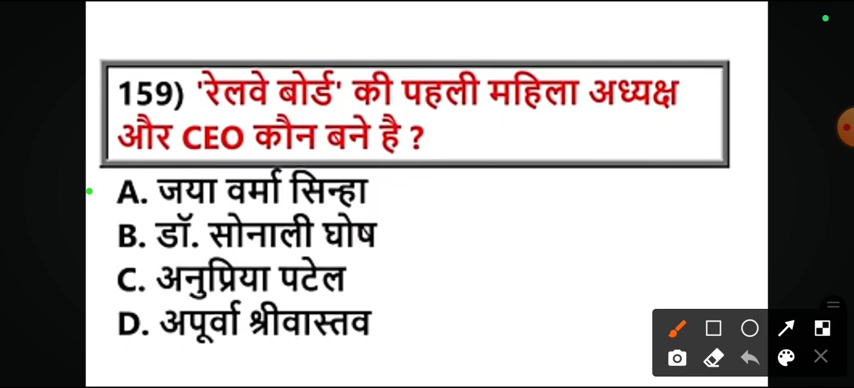 159) 'रेलवे बोर्ड' की पहली महिला अध्यक्ष
और CEO कौन बने है ?
A. जया वर्मा सिन्हा
B. डॉ. सोनाली घोष
C. अनुप्रिया पटेल
D. अपूर्वा श्रीवास्तव